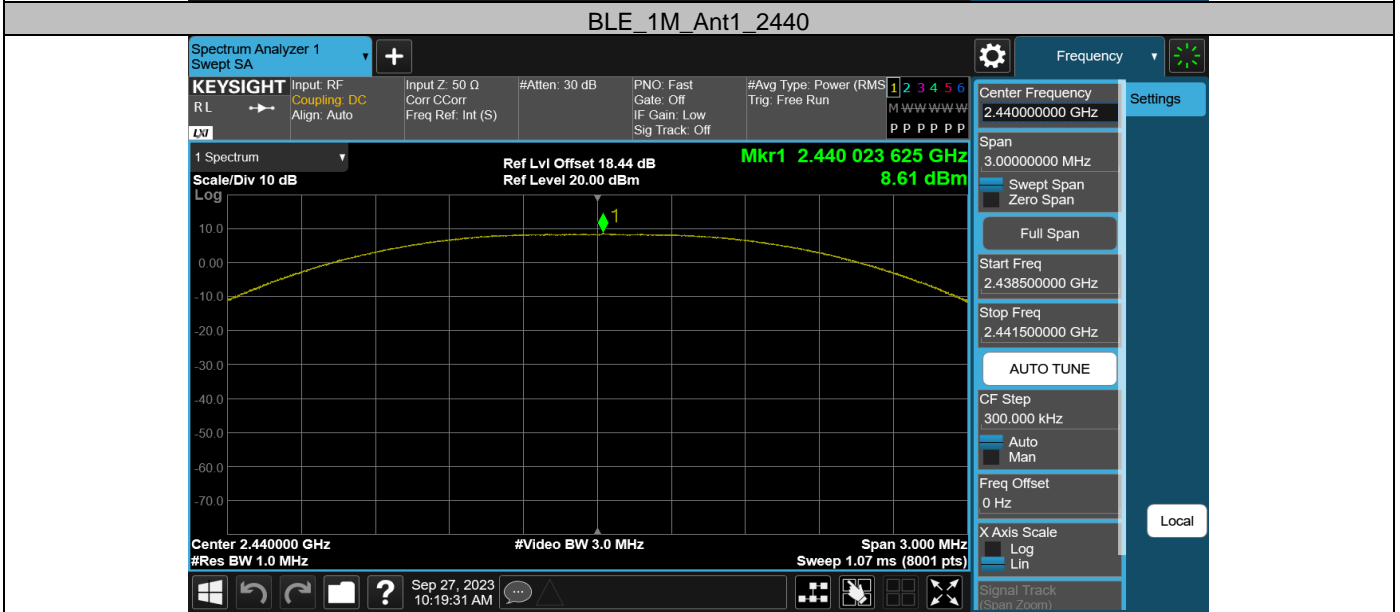 BLE_1M_Ant1_2440
Spectrum Analyzer 1
Swept SA
Frequency
KEYSIGHT
R L
LXI
Input: RF
Coupling: DC
Align: Auto
Input Z: 50 Ω
Corr CCorr
Freq Ref: Int (S)
#Atten: 30 dB
PNO: Fast
Gate: Off
IF Gain: Low
Sig Track: Off
#Avg Type: Power (RMS
Trig: Free Run
1 2 3 4 5 6
M W W W W W
P P P P P P
Center Frequency
2.440000000 GHz
Settings
Span
3.00000000 MHz
Swept Span
Zero Span
Full Span
Start Freq
2.438500000 GHz
Stop Freq
2.441500000 GHz
AUTO TUNE
CF Step
300.000 kHz
Auto
Man
Freq Offset
0 Hz
X Axis Scale
Log
Lin
Signal Track
(Span Zoom)
Local
1 Spectrum
Scale/Div 10 dB
Ref Lvl Offset 18.44 dB
Ref Level 20.00 dBm
Mkr1 2.440 023 625 GHz
8.61 dBm
Log
1
10.0
0.00
-10.0
-20.0
-30.0
-40.0
-50.0
-60.0
-70.0
Center 2.440000 GHz
#Res BW 1.0 MHz
#Video BW 3.0 MHz
Span 3.000 MHz
Sweep 1.07 ms (8001 pts)
?
Sep 27, 2023
10:19:31 AM